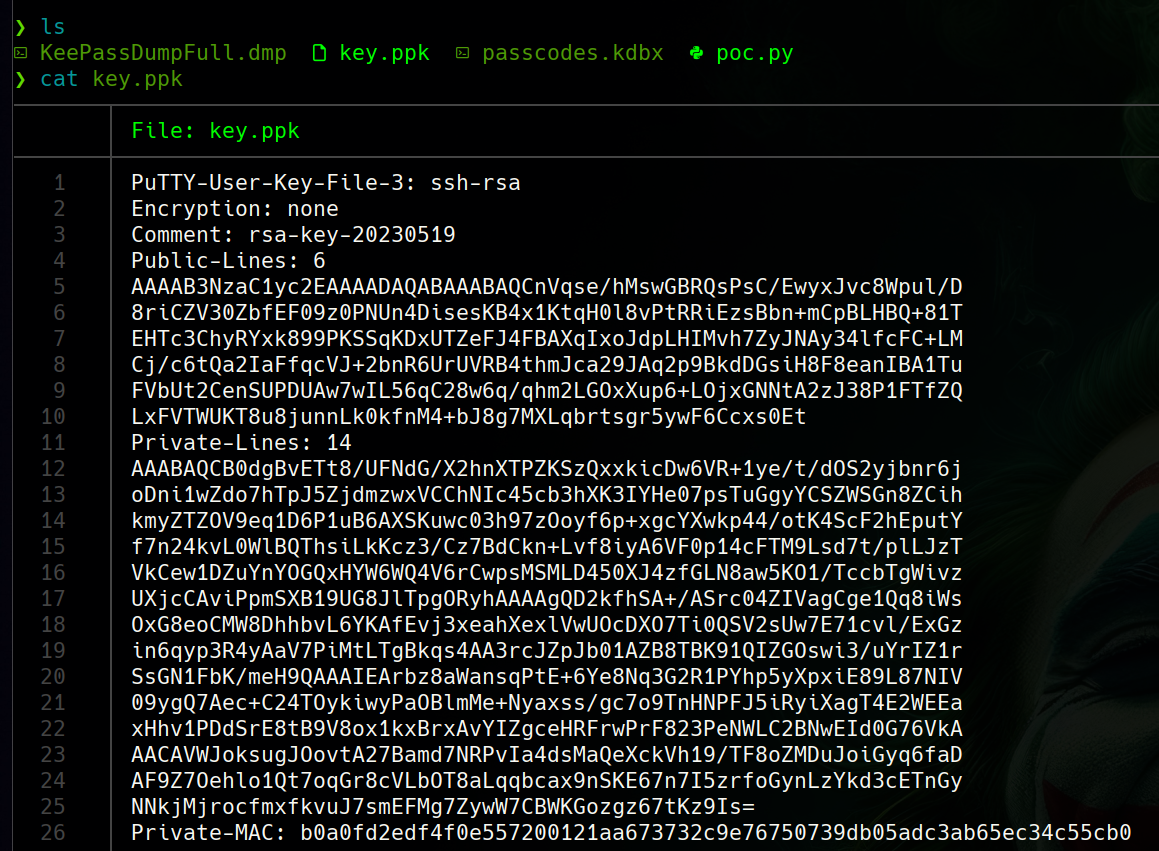 ❯ ls
KeePassDumpFull.dmp key.ppk passcodes.kdbx poc.py
❯ cat key.ppk
File: key.ppk
1 PuTTY-User-Key-File-3: ssh-rsa
2 Encryption: none
3 Comment: rsa-key-20230519
4 Public-Lines: 6
5 AAAAB3NzaC1yc2EAAAADAQABAAABAQCnVqse/hMswGBRQsPsC/EwyxJvc8Wpul/D
6 8riCZV30ZbfEF09z0PNUn4DisesKB4x1KtqH0l8vPtRRiEzsBbn+mCpBLHBQ+81T
7 EHTc3ChyRYxk899PKSSqKDxUTZeFJ4FBAXqIxoJdpLHIMvh7ZyJNAy34lfcFC+LM
8 Cj/c6tQa2IaFfqcVJ+2bnR6UrUVRB4thmJca29JAq2p9BkdDGsiH8F8eanIBA1Tu
9 FVbUt2CenSUPDUAw7wIL56qC28w6q/qhm2LGOxXup6+LOjxGNNtA2zJ38P1FTfZQ
10 LxFVTWUKT8u8junnLk0kfnM4+bJ8g7MXLqbrtsgr5ywF6Ccxs0Et
11 Private-Lines: 14
12 AAABAQCB0dgBvETt8/UFNdG/X2hnXTPZKSzQxxkicDw6VR+1ye/t/dOS2yjbnr6j
13 oDni1wZdo7hTpJ5ZjdmzwxVCChNIc45cb3hXK3IYHe07psTuGgyYCSZWSGn8ZCih
14 kmyZTZOV9eq1D6P1uB6AXSKuwc03h97zOoyf6p+xgcYXwkp44/otK4ScF2hEputY
15 f7n24kvL0WlBQThsiLkKcz3/Cz7BdCkn+Lvf8iyA6VF0p14cFTM9Lsd7t/plLJzT
16 VkCew1DZuYnYOGQxHYW6WQ4V6rCwpsMSMLD450XJ4zfGLN8aw5KO1/TccbTgWivz
17 UXjcCAviPpmSXB19UG8JlTpgORyhAAAAgQD2kfhSA+/ASrc04ZIVagCge1Qq8iWs
18 OxG8eoCMW8DhhbvL6YKAfEvj3xeahXexlVwUOcDXO7Ti0QSV2sUw7E71cvl/ExGz
19 in6qyp3R4yAaV7PiMtLTgBkqs4AA3rcJZpJb01AZB8TBK91QIZGOswi3/uYrIZ1r
20 SsGN1FbK/meH9QAAAIEArbz8aWansqPtE+6Ye8Nq3G2R1PYhp5yXpxiE89L87NIV
21 09ygQ7Aec+C24TOykiwyPaOBlmMe+Nyaxss/gc7o9TnHNPFJ5iRyiXagT4E2WEEa
22 xHhv1PDdSrE8tB9V8ox1kxBrxAvYIZgceHRFrwPrF823PeNWLC2BNwEId0G76VkA
23 AACAVWJoksugJOovtA27Bamd7NRPvIa4dsMaQeXckVh19/TF8oZMDuJoiGyq6faD
24 AF9Z7Oehlo1Qt7oqGr8cVLbOT8aLqqbcax9nSKE67n7I5zrfoGynLzYkd3cETnGy
25 NNkjMjrocfmxfkvuJ7smEFMg7ZywW7CBWKGozgz67tKz9Is=
26 Private-MAC: b0a0fd2edf4f0e557200121aa673732c9e76750739db05adc3ab65ec34c55cb0